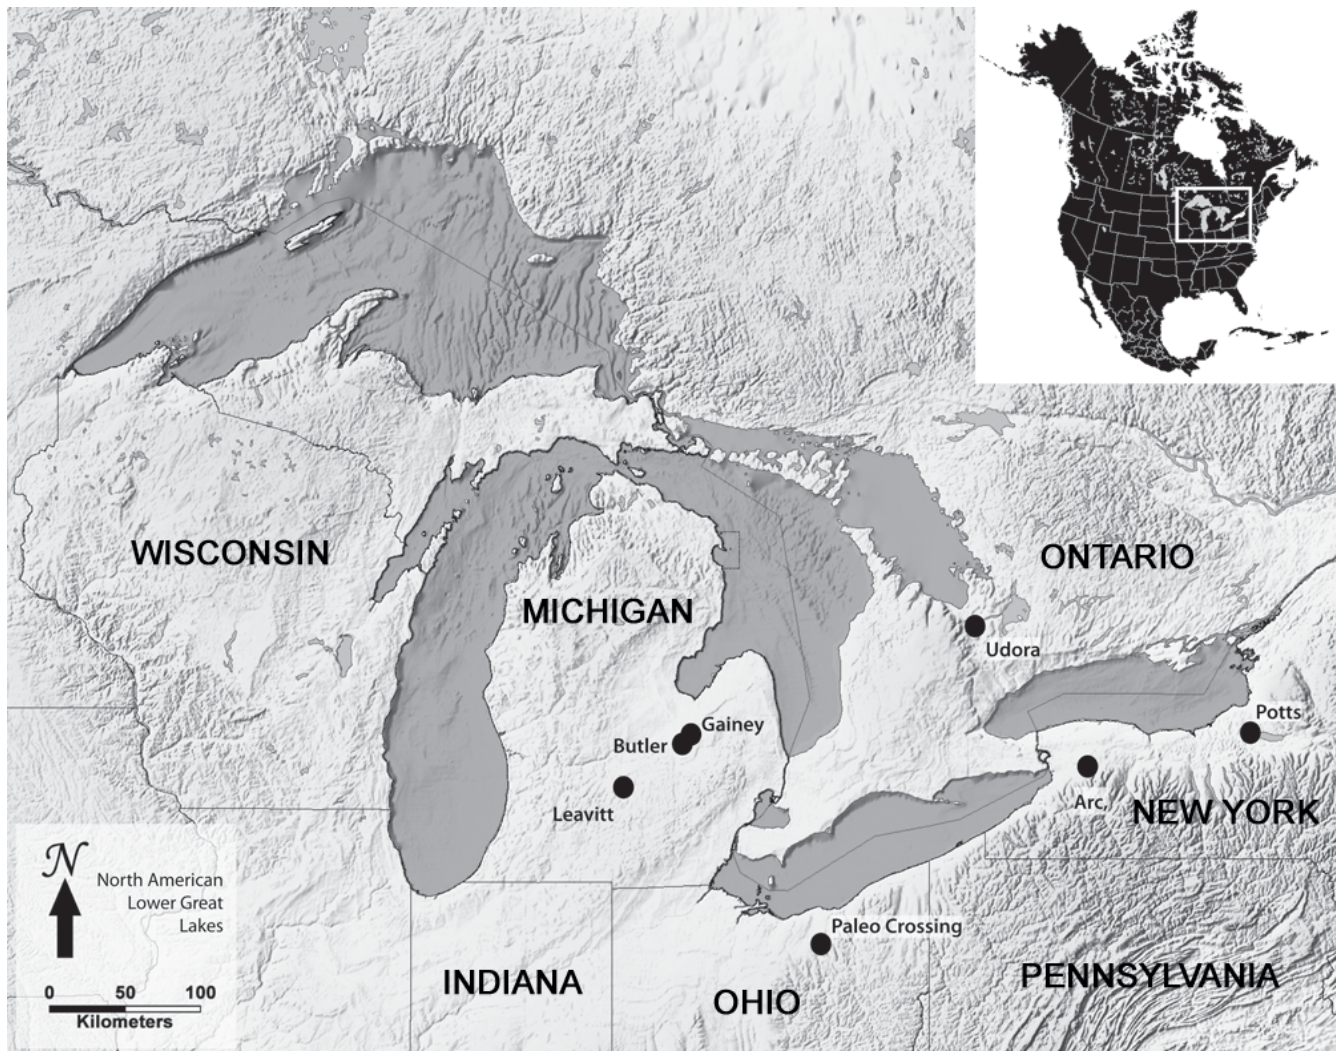 WISCONSIN
MICHIGAN
ONTARIO
Udora
Potts
Gainey
Butler
Leavitt
Arc,
NEW YORK
N
North American
Lower Great
Lakes
Paleo Crossing
INDIANA
OHIO
PENNSYLVANIA
0 50 100
Kilometers